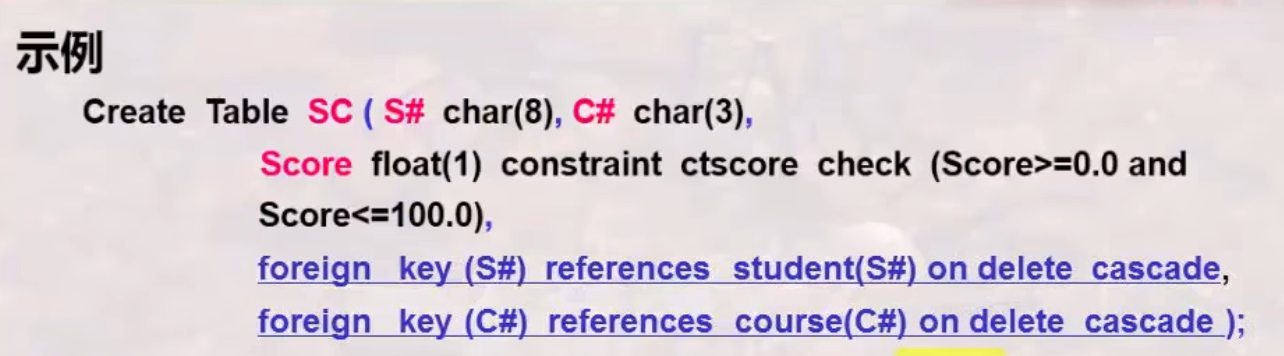 示例
Create Table SC ( S# char(8), C# char(3),
Score float(1) constraint ctscore check (Score>=0.0 and
Score<=100.0),
foreign key (S#) references student(S#) on delete cascade,
foreign key (C#) references course(C#) on delete cascade );